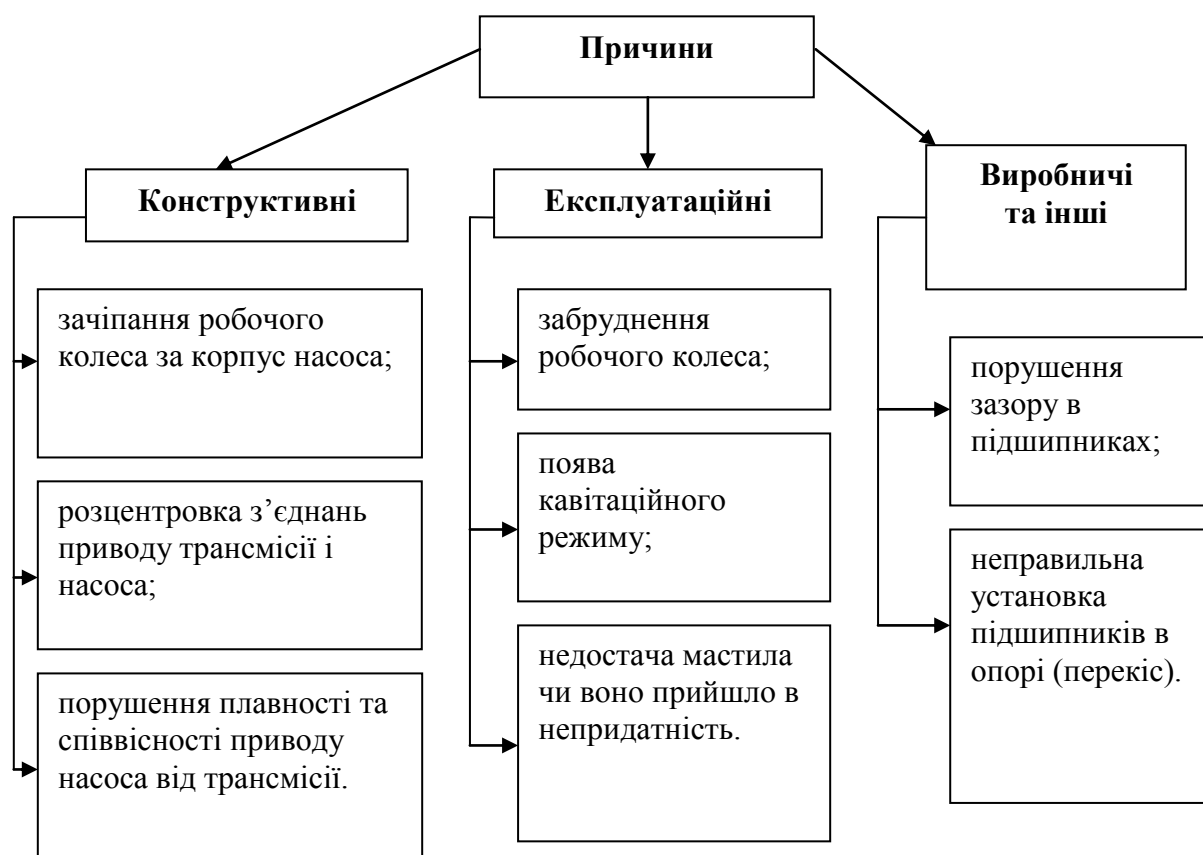 Причини
Конструктивні
зачіпання робочого
колеса за корпус насоса;
розцентровка з’єднань
приводу трансмісії і
насоса;
порушення плавності та
співвісності приводу
насоса від трансмісії.
Експлуатаційні
забруднення
робочого колеса;
поява
кавітаційного
режиму;
недостача мастила
чи воно прийшло в
непридатність.
Виробничі
та інші
порушення
зазору в
підшипниках;
неправильна
установка
підшипників в
опорі (перекіс).